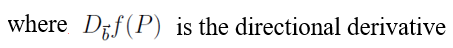 where $D_{\vec{b}}f(P)$ is the directional derivative